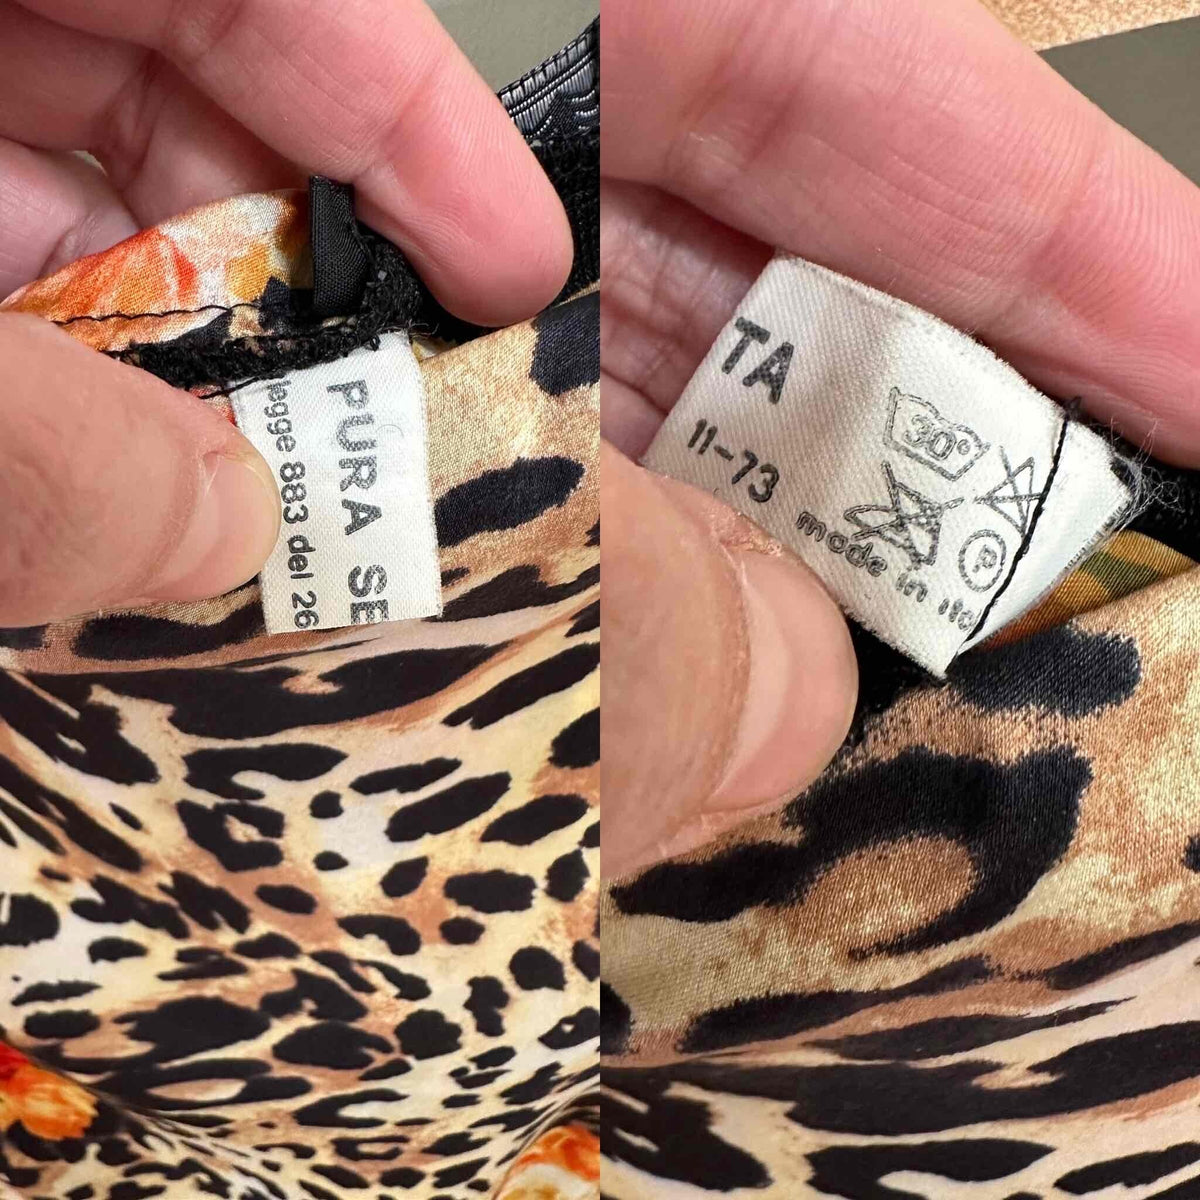 PURA SE
legge 883 del 26
TA
11-73
30°
P.
made in ita